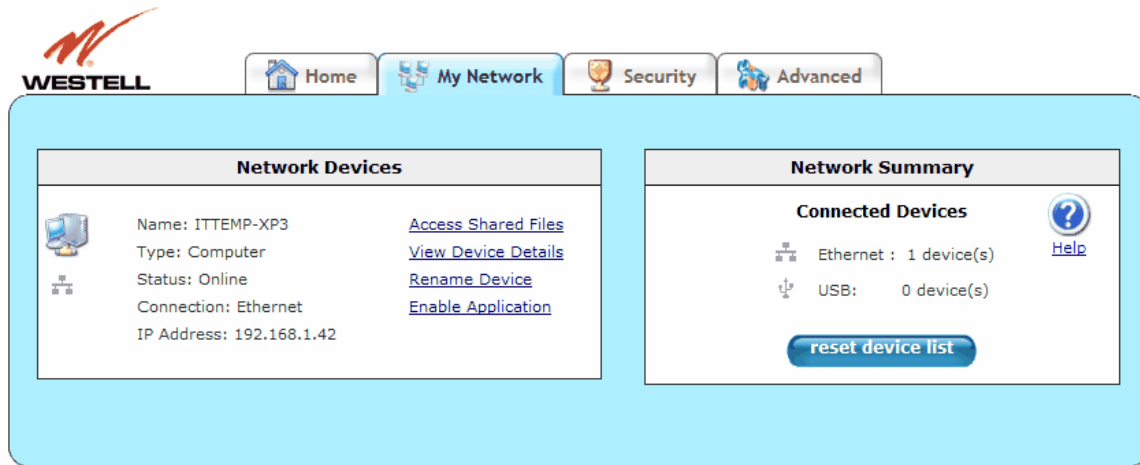 WESTELL
Home
My Network
Security
Advanced
Network Devices
Name: ITTEMP-XP3
Access Shared Files
Type: Computer
View Device Details
Status: Online
Rename Device
Connection: Ethernet
Enable Application
IP Address: 192.168.1.42
Network Summary
Connected Devices
?
Help
Ethernet : 1 device(s)
USB: 0 device(s)
reset device list